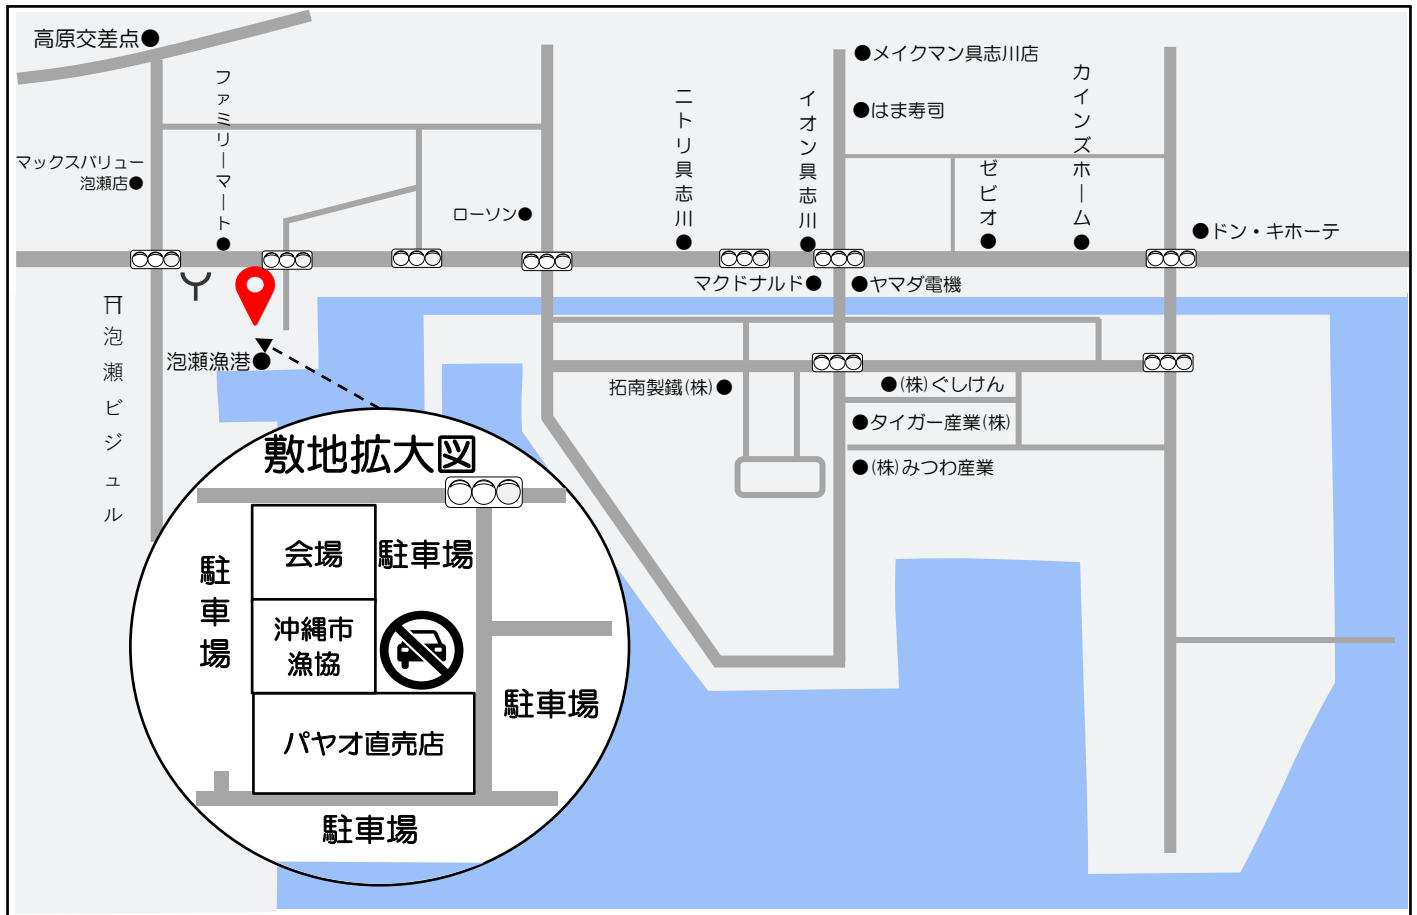 高原交差点
ファミリーマート
マックスバリュー
泡瀬店
ローソン
ニトリ具志川
イオン具志川
メイクマン具志川店
はま寿司
カインズホーム
ゼビオ
ドン・キホーテ
マクドナルド
ヤマダ電機
泡瀬ビジュル
泡瀬漁港
拓南製鐵(株)
(株)ぐしけん
タイガー産業(株)
(株)みつわ産業
敷地拡大図
会場
駐車場
駐車場
沖縄市
漁協
駐車場
パヤオ直売店
駐車場